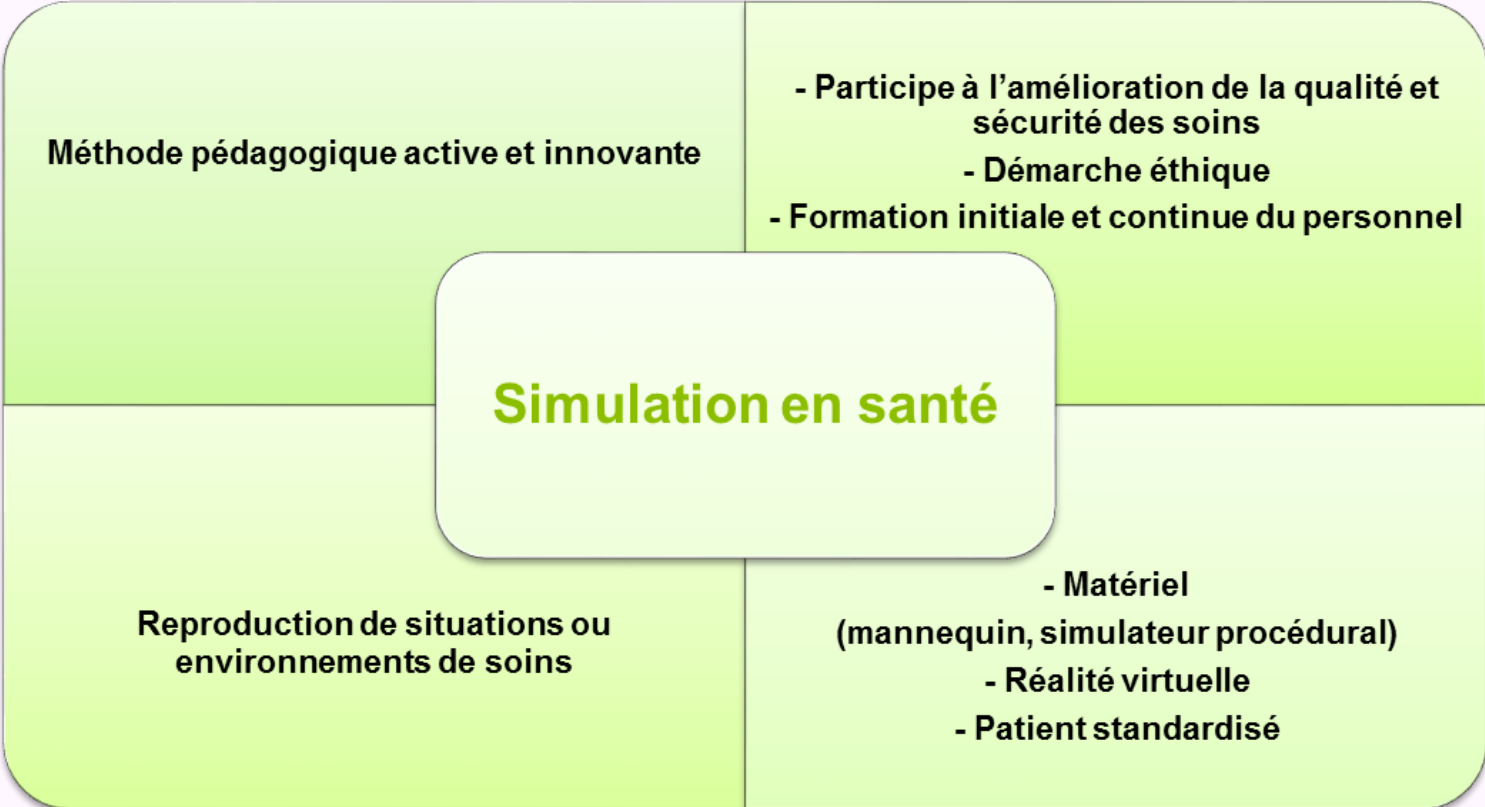 Méthode pédagogique active et innovante
- Participe à l’amélioration de la qualité et
sécurité des soins
- Démarche éthique
- Formation initiale et continue du personnel
Simulation en santé
Reproduction de situations ou
environnements de soins
- Matériel
(mannequin, simulateur procédural)
- Réalité virtuelle
- Patient standardisé